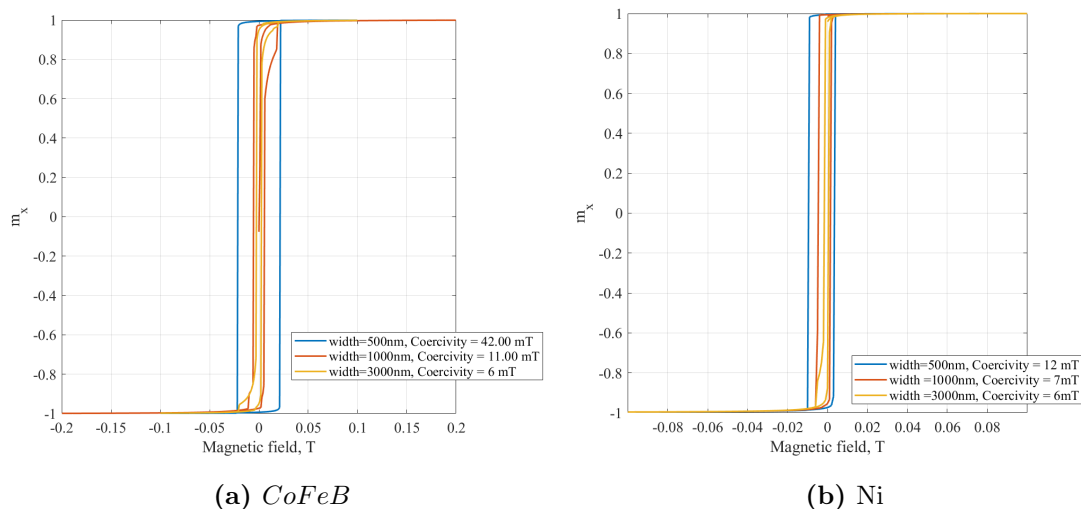 1
0.8
0.6
0.4
0.2
0
-0.2
-0.4
-0.6
-0.8
-1
m_x
-0.2 -0.15 -0.1 -0.05 0 0.05 0.1 0.15 0.2
Magnetic field, T
width=500nm, Coercivity = 42.00 mT
width=1000nm, Coercivity = 11.00 mT
width=3000nm, Coercivity = 6 mT
(a) CoFeB
1
0.8
0.6
0.4
0.2
0
-0.2
-0.4
-0.6
-0.8
-1
m_x
-0.08 -0.06 -0.04 -0.02 0 0.02 0.04 0.06 0.08
Magnetic field, T
width=500nm, Coercivity = 12 mT
width =1000nm, Coercivity = 7mT
width =3000nm, Coercivity = 6mT
(b) Ni